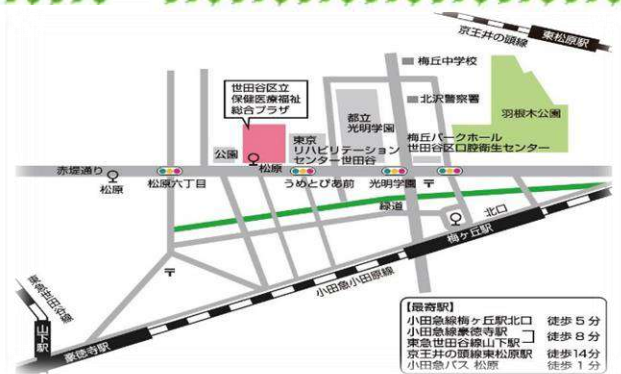 京王井の頭線
東松原駅
梅丘中学校
世田谷区立
保健医療福祉
総合プラザ
北沢警察署
羽根木公園
都立
光明学園
公園
東京
リハビリテーション
センター世田谷
梅丘パークホール
世田谷区口腔衛生センター
赤堤通り
松原
松原六丁目
松原
うめとぴあ前
光明学園
〒
緑道
北口
梅ヶ丘駅
〒
小田急小田原線
東急世田谷線
山下駅
豪徳寺駅
【最寄駅】
小田急線梅ヶ丘駅北口 徒歩5分
小田急線豪徳寺駅
東急世田谷線山下駅 徒歩8分
京王井の頭線東松原駅 徒歩14分
小田急バス 松原 徒歩1分